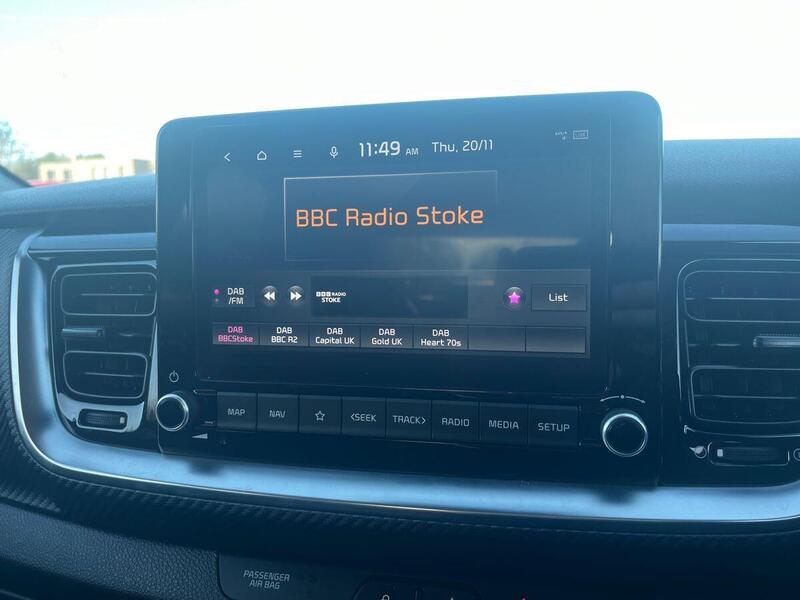 11:49 AM Thu, 20/11
BBC Radio Stoke
DAB
/FM
BBC RADIO
STOKE
List
DAB
BBCStoke
DAB
BBC R2
DAB
Capital UK
DAB
Gold UK
DAB
Heart 70s
MAP
NAV
<SEEK
TRACK>
RADIO
MEDIA
SETUP
PASSENGER
AIR BAG